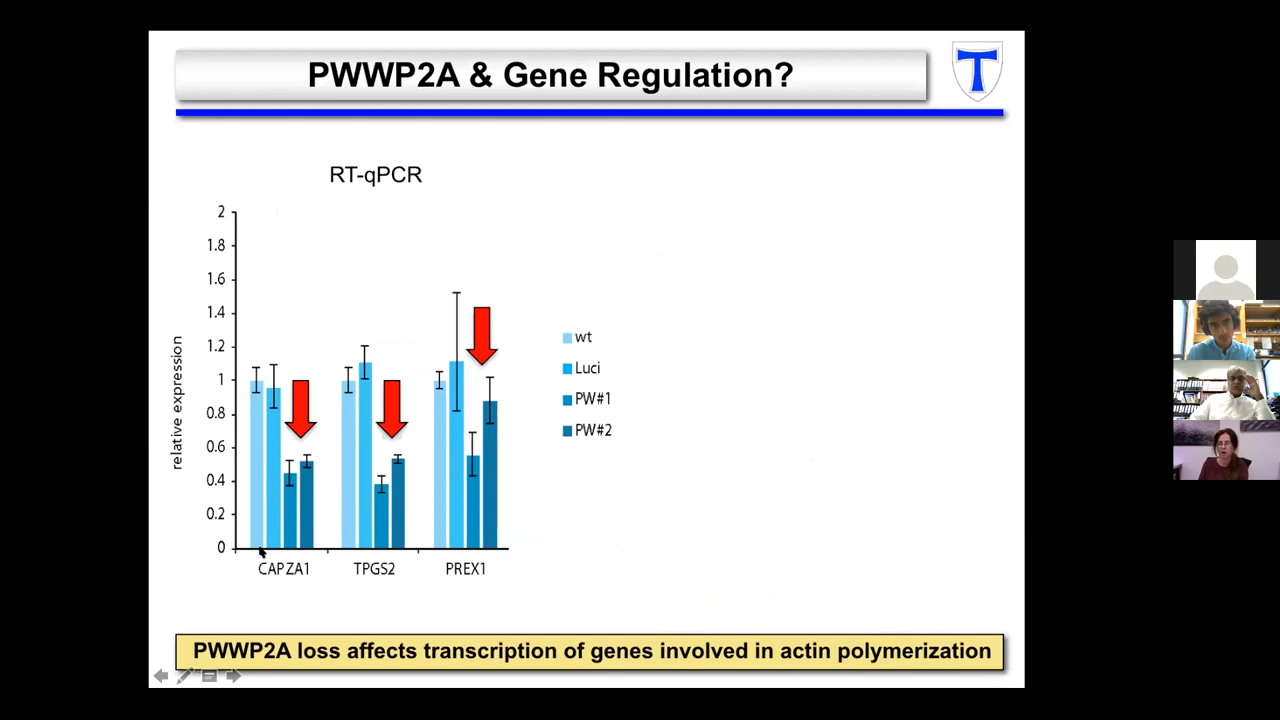 PWWP2A & Gene Regulation?
T
RT-qPCR
relative expression
2
1.8
1.6
1.4
1.2
1
0.8
0.6
0.4
0.2
0
CAPZA1 TPGS2 PREX1
wt
Luci
PW#1
PW#2
PWWP2A loss affects transcription of genes involved in actin polymerization